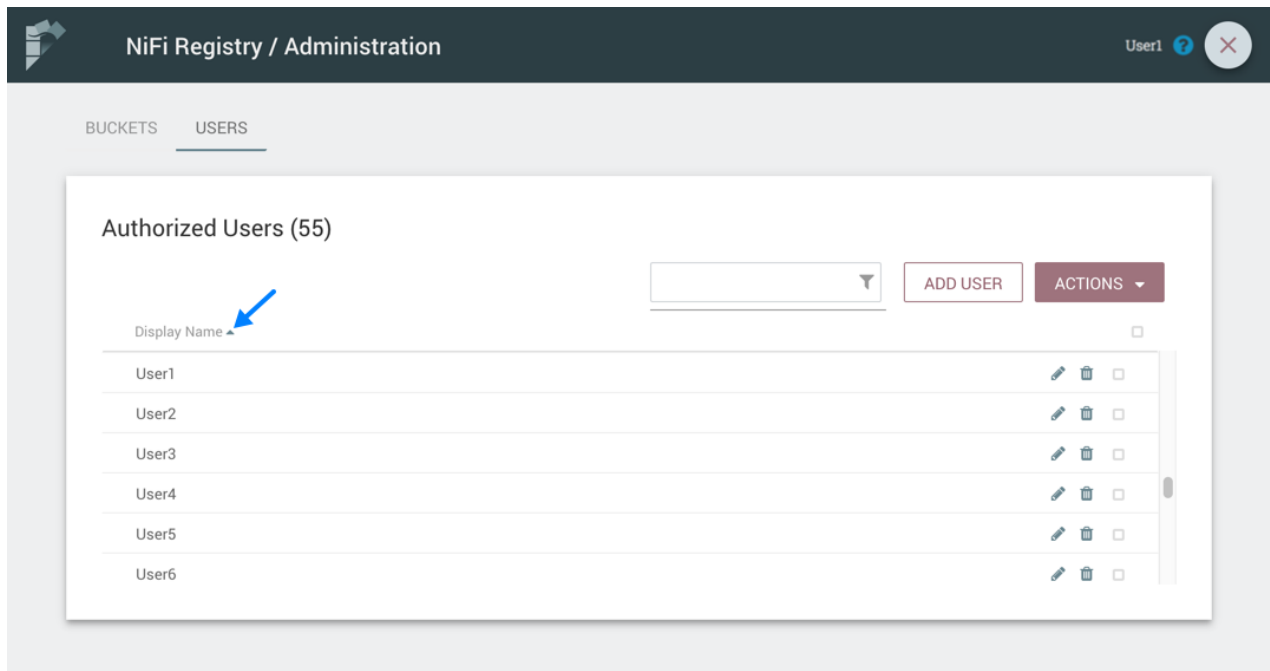 NiFi Registry / Administration
User1 ?
BUCKETS USERS
Authorized Users (55)
ADD USER ACTIONS
Display Name
User1
User2
User3
User4
User5
User6